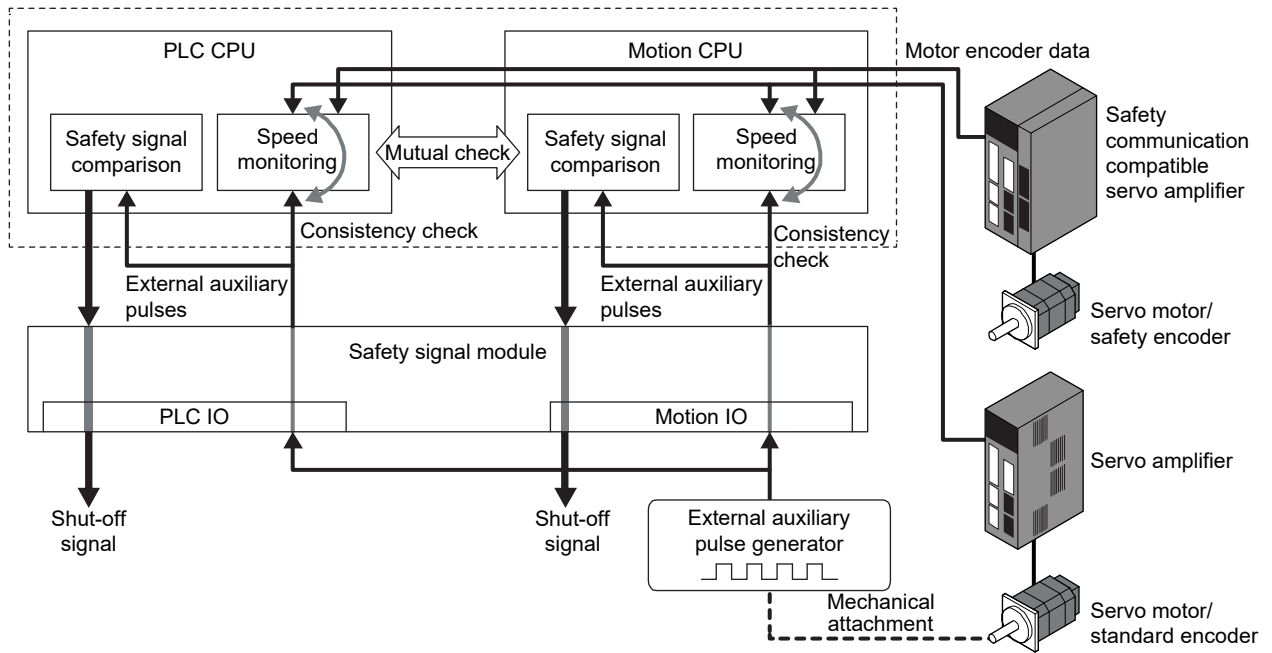 PLC CPU
Motion CPU
Motor encoder data
Safety signal
comparison
Speed
monitoring
Mutual check
Safety signal
comparison
Speed
monitoring
Safety
communication
compatible
servo amplifier
Consistency check
Consistency
check
External auxiliary
pulses
External auxiliary
pulses
Servo motor/
safety encoder
Safety signal module
PLC IO
Motion IO
Servo amplifier
Shut-off
signal
Shut-off
signal
External auxiliary
pulse generator
Mechanical
attachment
Servo motor/
standard encoder